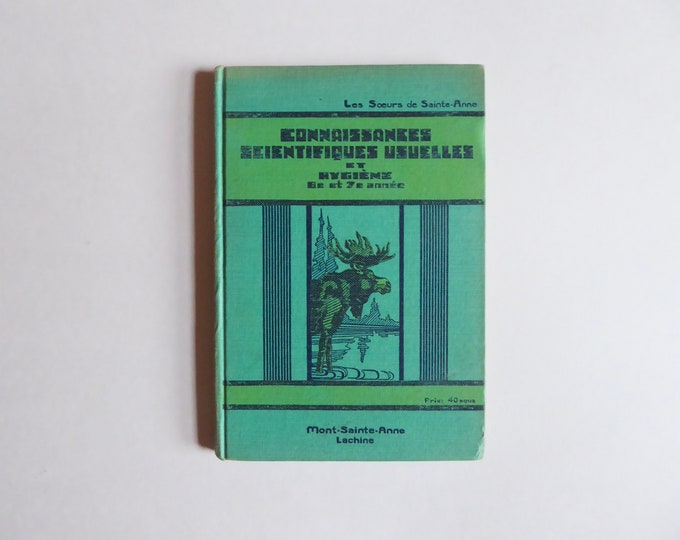 Les Sœurs de Sainte-Anne
CONNAISSANCES
SCIENTIFIQUES USUELLES
ET
HYGIÈNE
6e et 7e année
Prix: 40 sous
Mont-Sainte-Anne
Lachine